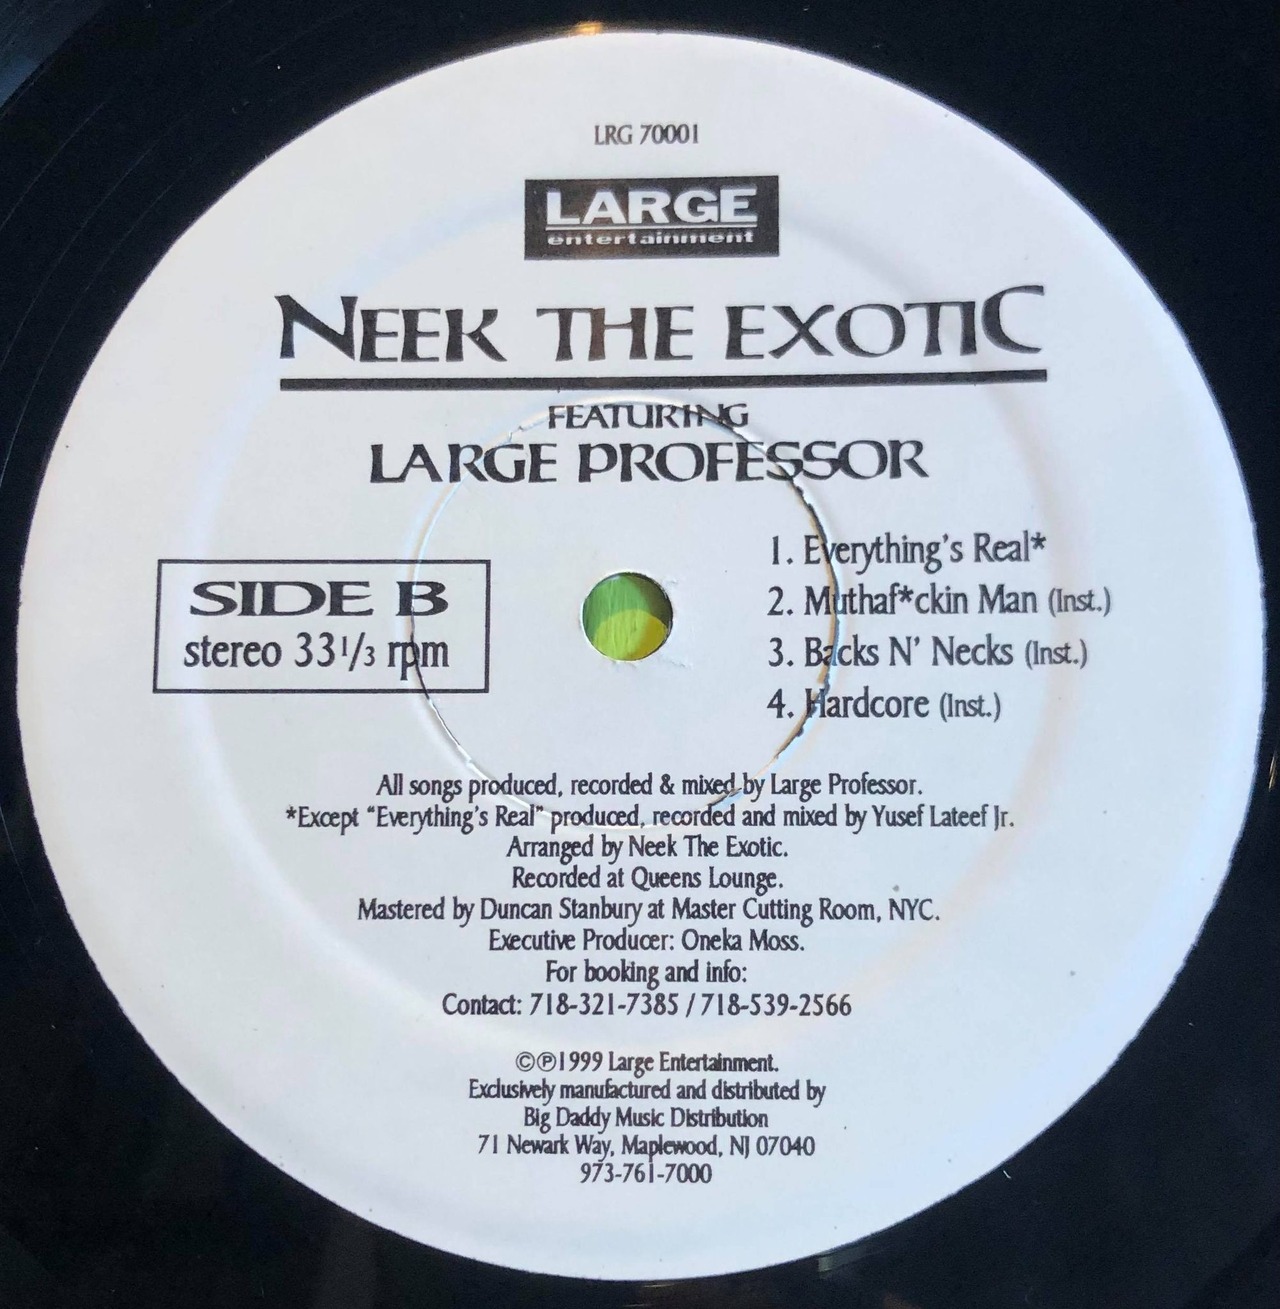 LRG 70001
LARGE
entertainment
NEEK THE EXOTIC
FEATURING
LARGE PROFESSOR
SIDE B
stereo 33 1/3 rpm
1. Everything's Real*
2. Muthaf*ckin Man (Inst.)
3. Backs N' Necks (Inst.)
4. Hardcore (Inst.)
All songs produced, recorded & mixed by Large Professor.
*Except "Everything's Real" produced, recorded and mixed by Yusef Lateef Jr.
Arranged by Neek The Exotic.
Recorded at Queens Lounge.
Mastered by Duncan Stanbury at Master Cutting Room, NYC.
Executive Producer: Oneka Moss.
For booking and info:
Contact: 718-321-7385 / 718-539-2566
©℗1999 Large Entertainment.
Exclusively manufactured and distributed by
Big Daddy Music Distribution
71 Newark Way, Maplewood, NJ 07040
973-761-7000